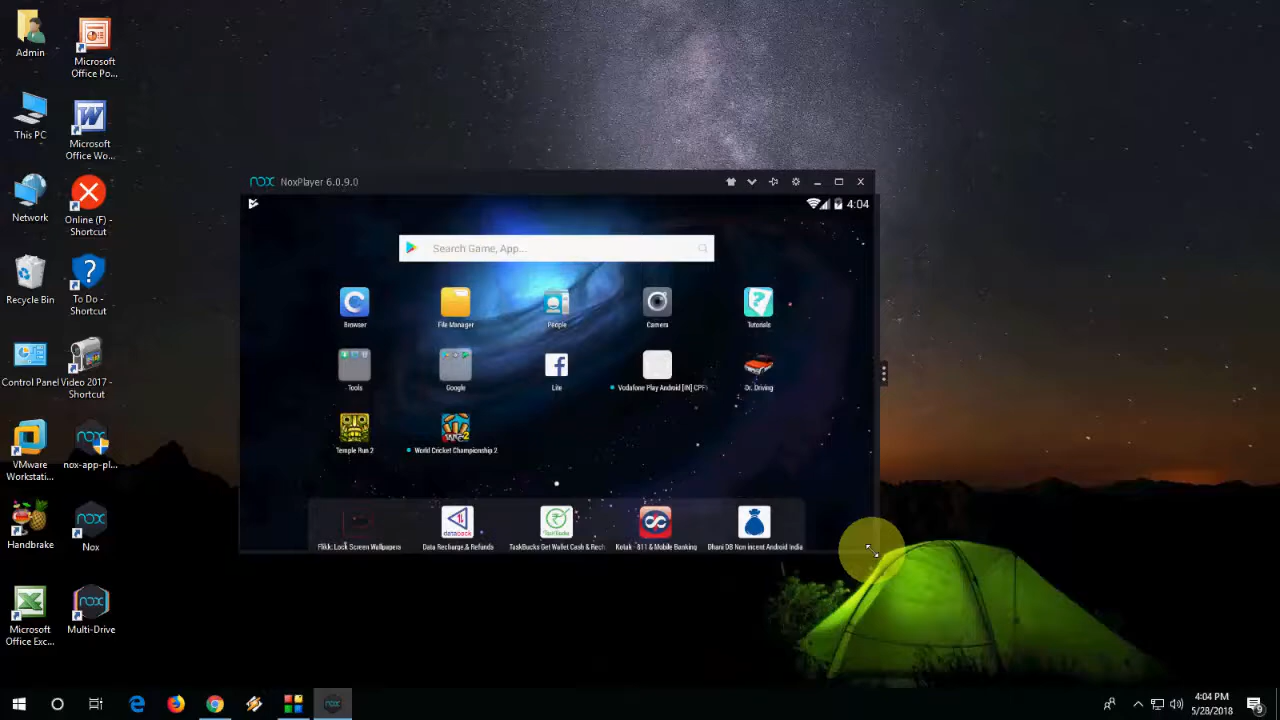 Admin
Microsoft
Office Po...
This PC
Microsoft
Office Wo...
Network
Online (F) -
Shortcut
Recycle Bin
To Do -
Shortcut
Control Panel
Video 2017 -
Shortcut
VMware
Workstati...
nox-app-pl...
Handbrake
Nox
Microsoft
Office Exc...
Multi-Drive
nox NoxPlayer 6.0.9.0
4:04
Search Game, App...
Browser
File Manager
People
Camera
Tutorials
Tools
Google
Lite
Vodafone Play Android [IN] CPF
Dr. Driving
Temple Run 2
World Cricket Championship 2
Flikk: Lock Screen Wallpapers
Data Recharge & Refunds
TaskBucks Get Wallet Cash & Rech
Kotak - 811 & Mobile Banking
Dhani DB Non incent Android India
4:04 PM
5/28/2018
9